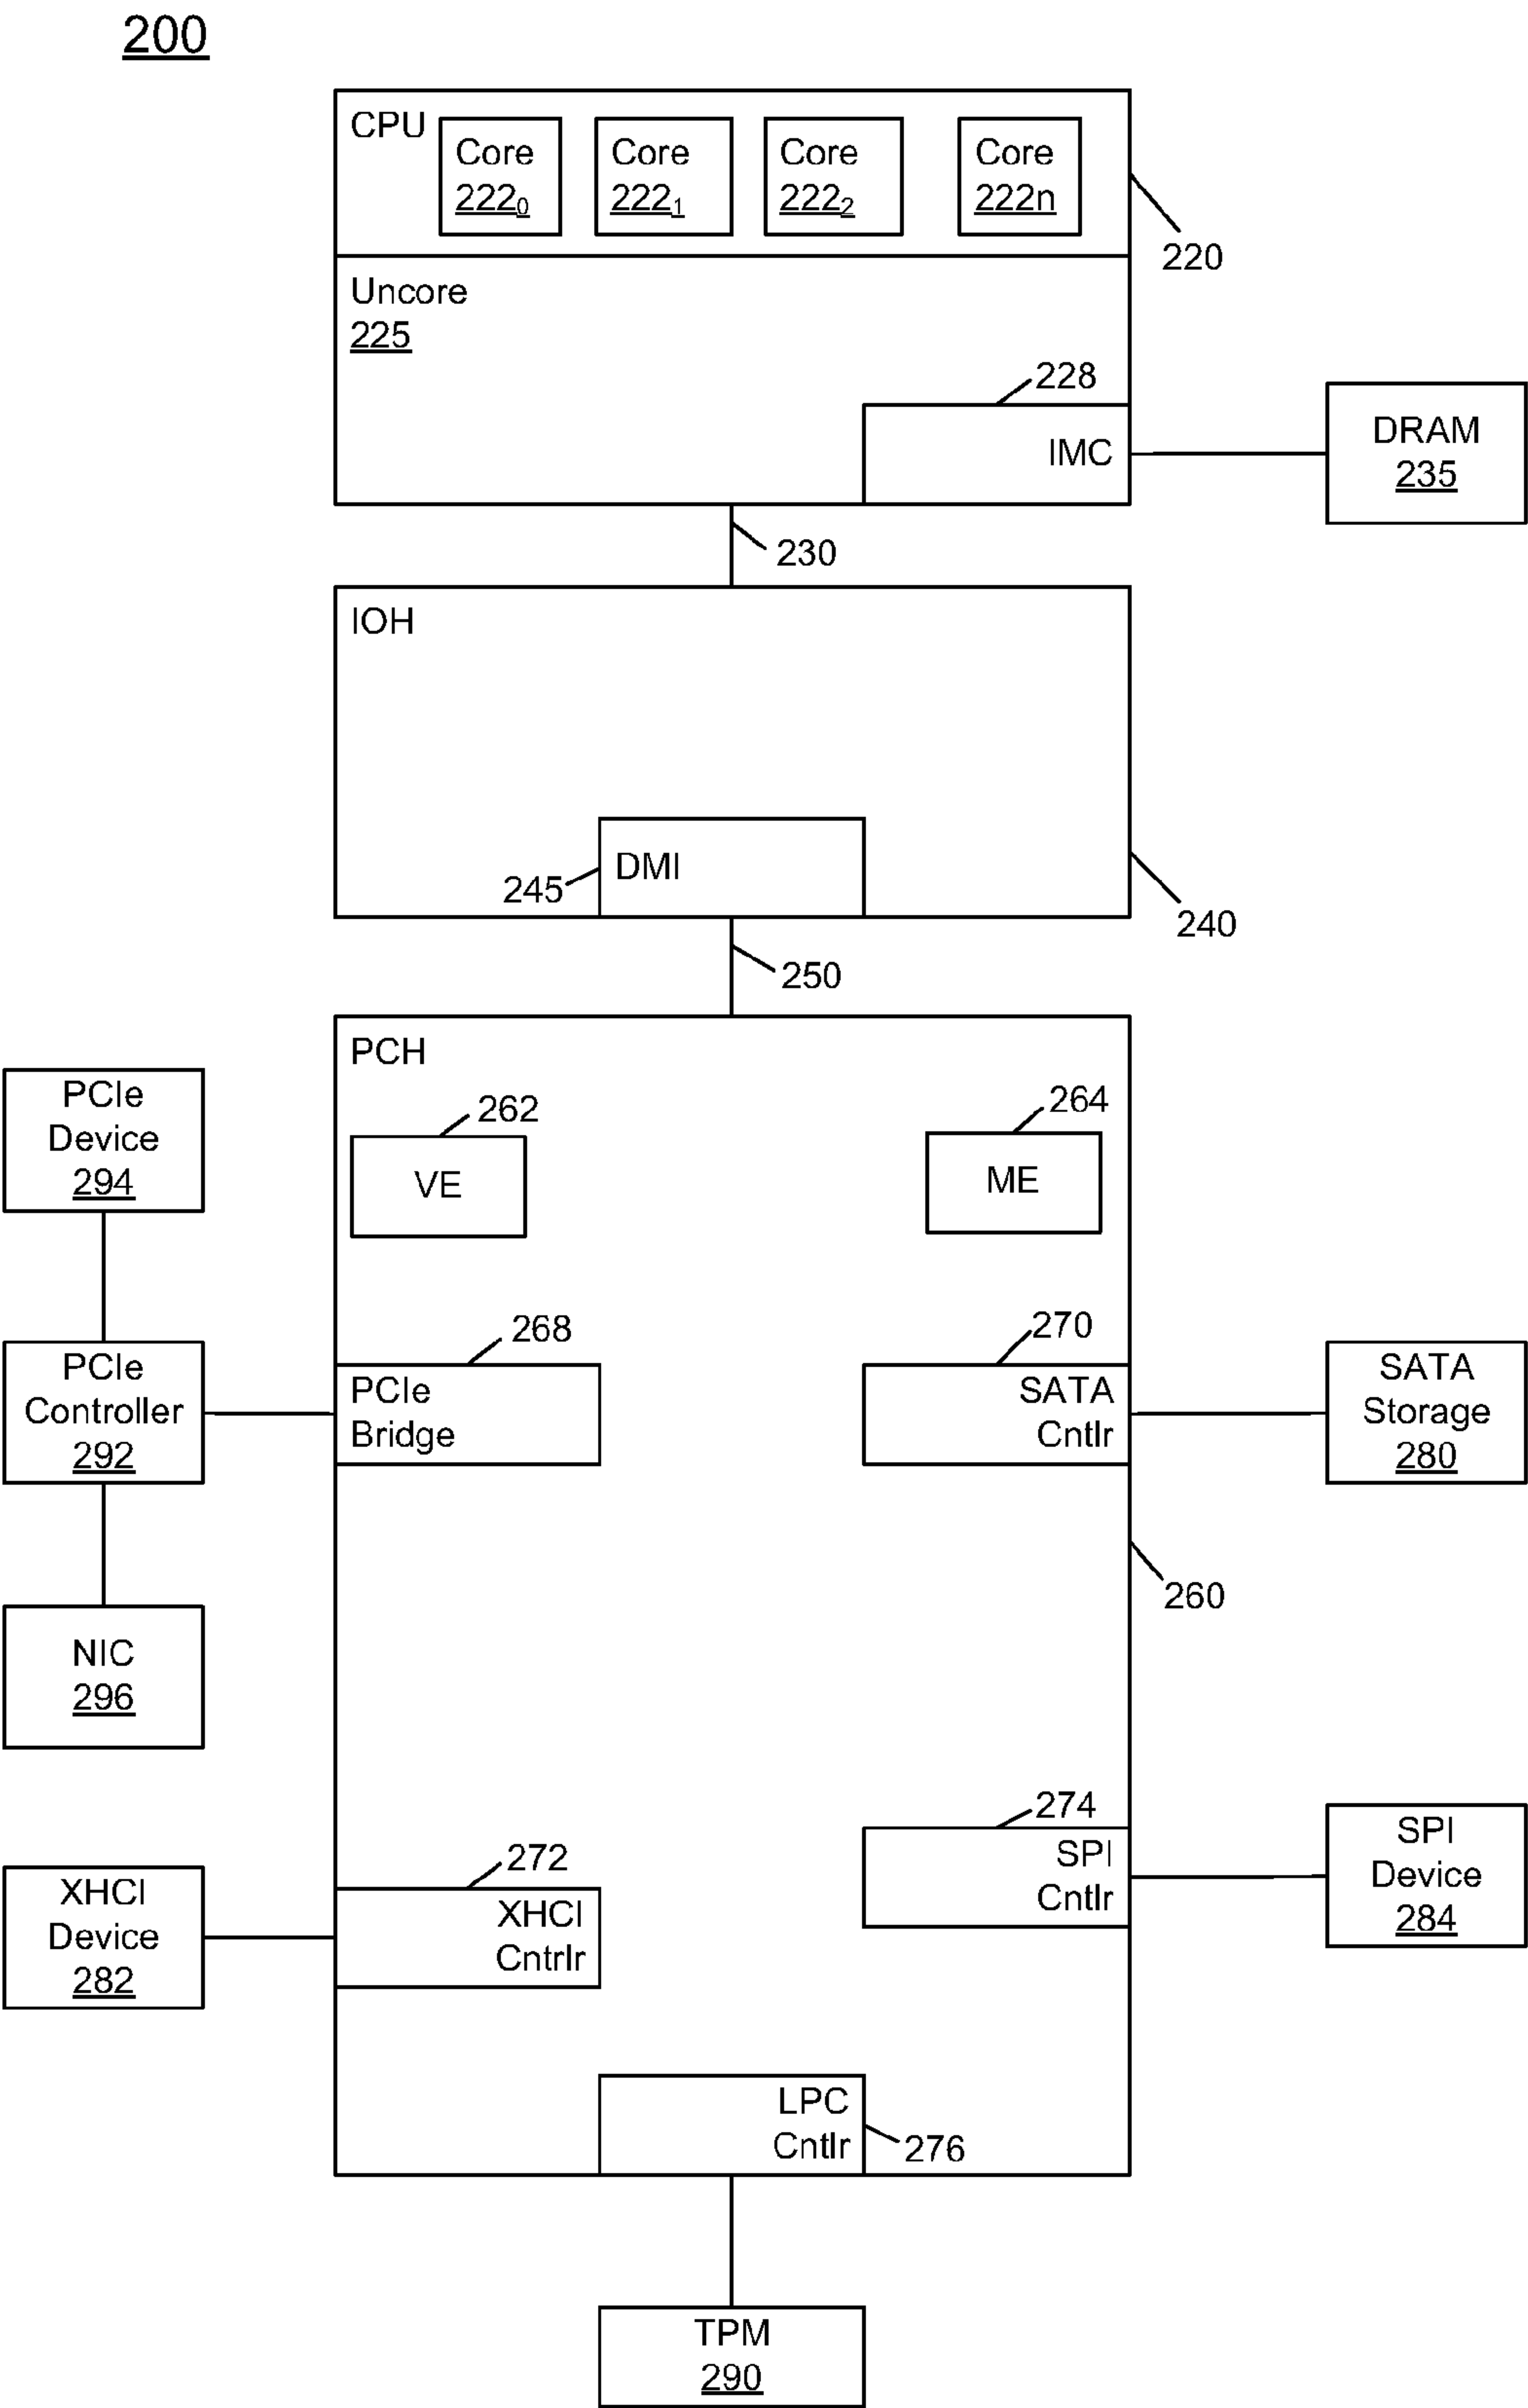 200
CPU
Core
222₀
Core
222₁
Core
222₂
Core
222n
220
Uncore
225
228
IMC
DRAM
235
230
IOH
DMI
245
240
250
PCH
262
VE
264
ME
PCIe
Device
294
268
PCIe
Bridge
270
SATA
Cntlr
PCIe
Controller
292
SATA
Storage
280
260
NIC
296
274
SPI
Cntlr
SPI
Device
284
272
XHCI
Cntrlr
XHCI
Device
282
LPC
Cntlr
276
TPM
290